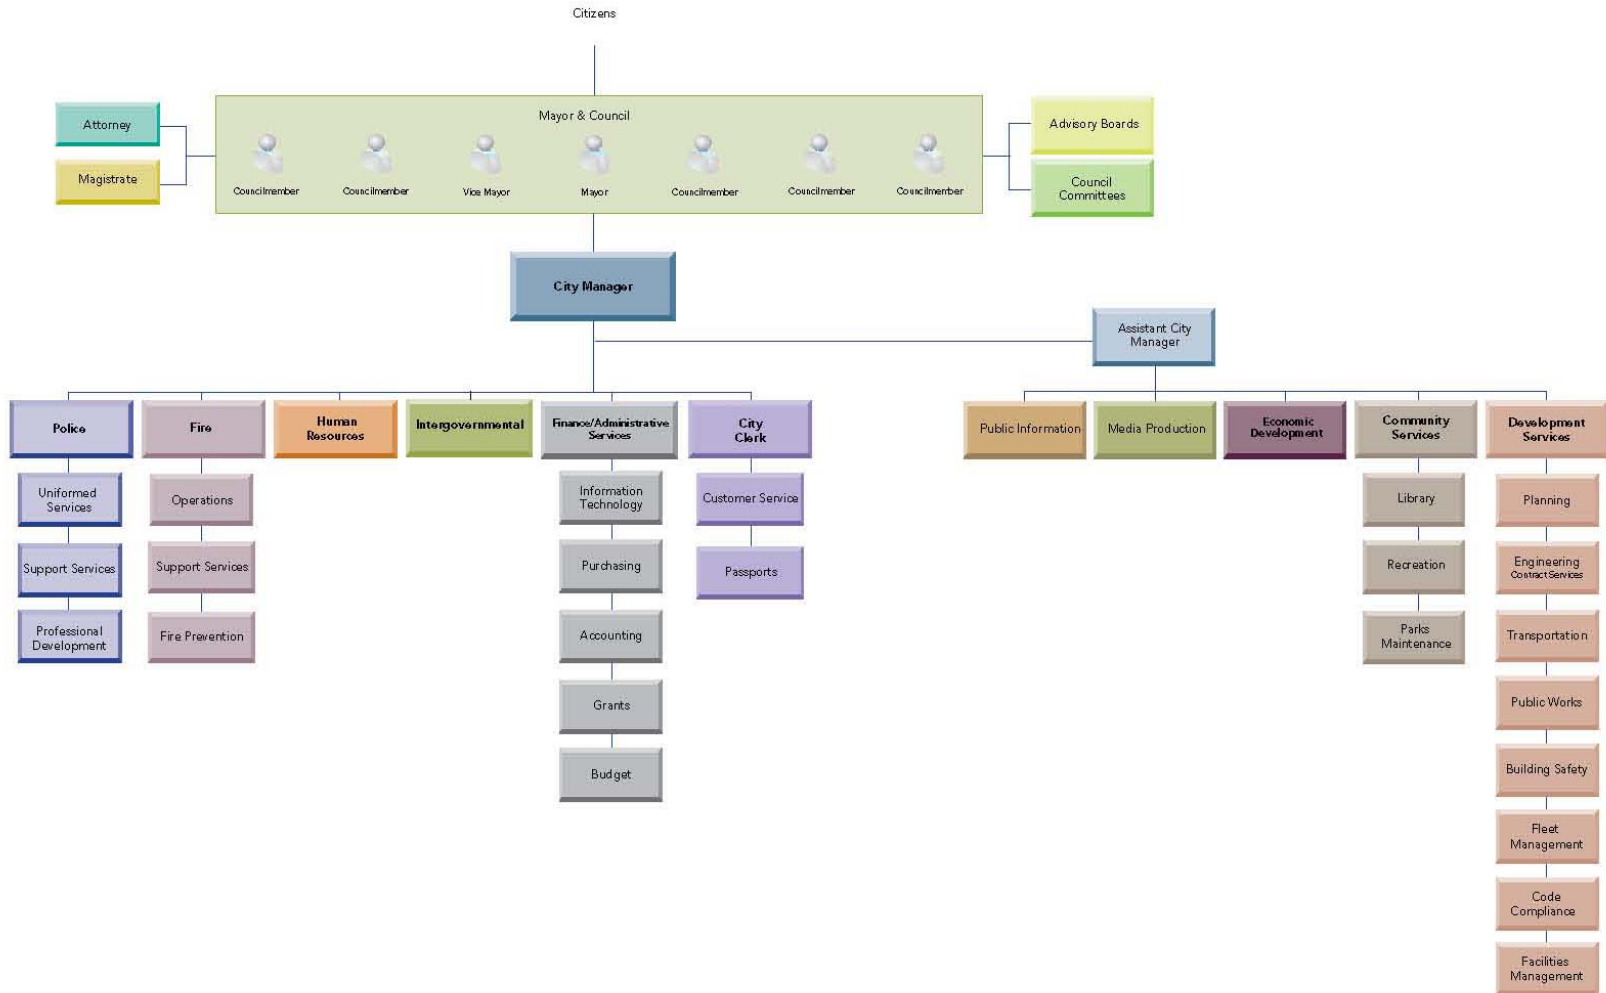 Citizens
Mayor & Council
Attorney
Magistrate
Councilmember
Councilmember
Vice Mayor
Mayor
Councilmember
Councilmember
Councilmember
Advisory Boards
Council
Committees
City Manager
Assistant City
Manager
Police
Fire
Human
Resources
Intergovernmental
Finance/Administrative
Services
City
Clerk
Public Information
Media Production
Economic
Development
Community
Services
Development
Services
Uniformed
Services
Support Services
Professional
Development
Operations
Support Services
Fire Prevention
Information
Technology
Purchasing
Accounting
Grants
Budget
Customer Service
Passports
Library
Recreation
Parks
Maintenance
Planning
Engineering
Contract Services
Transportation
Public Works
Building Safety
Fleet
Management
Code
Compliance
Facilities
Management